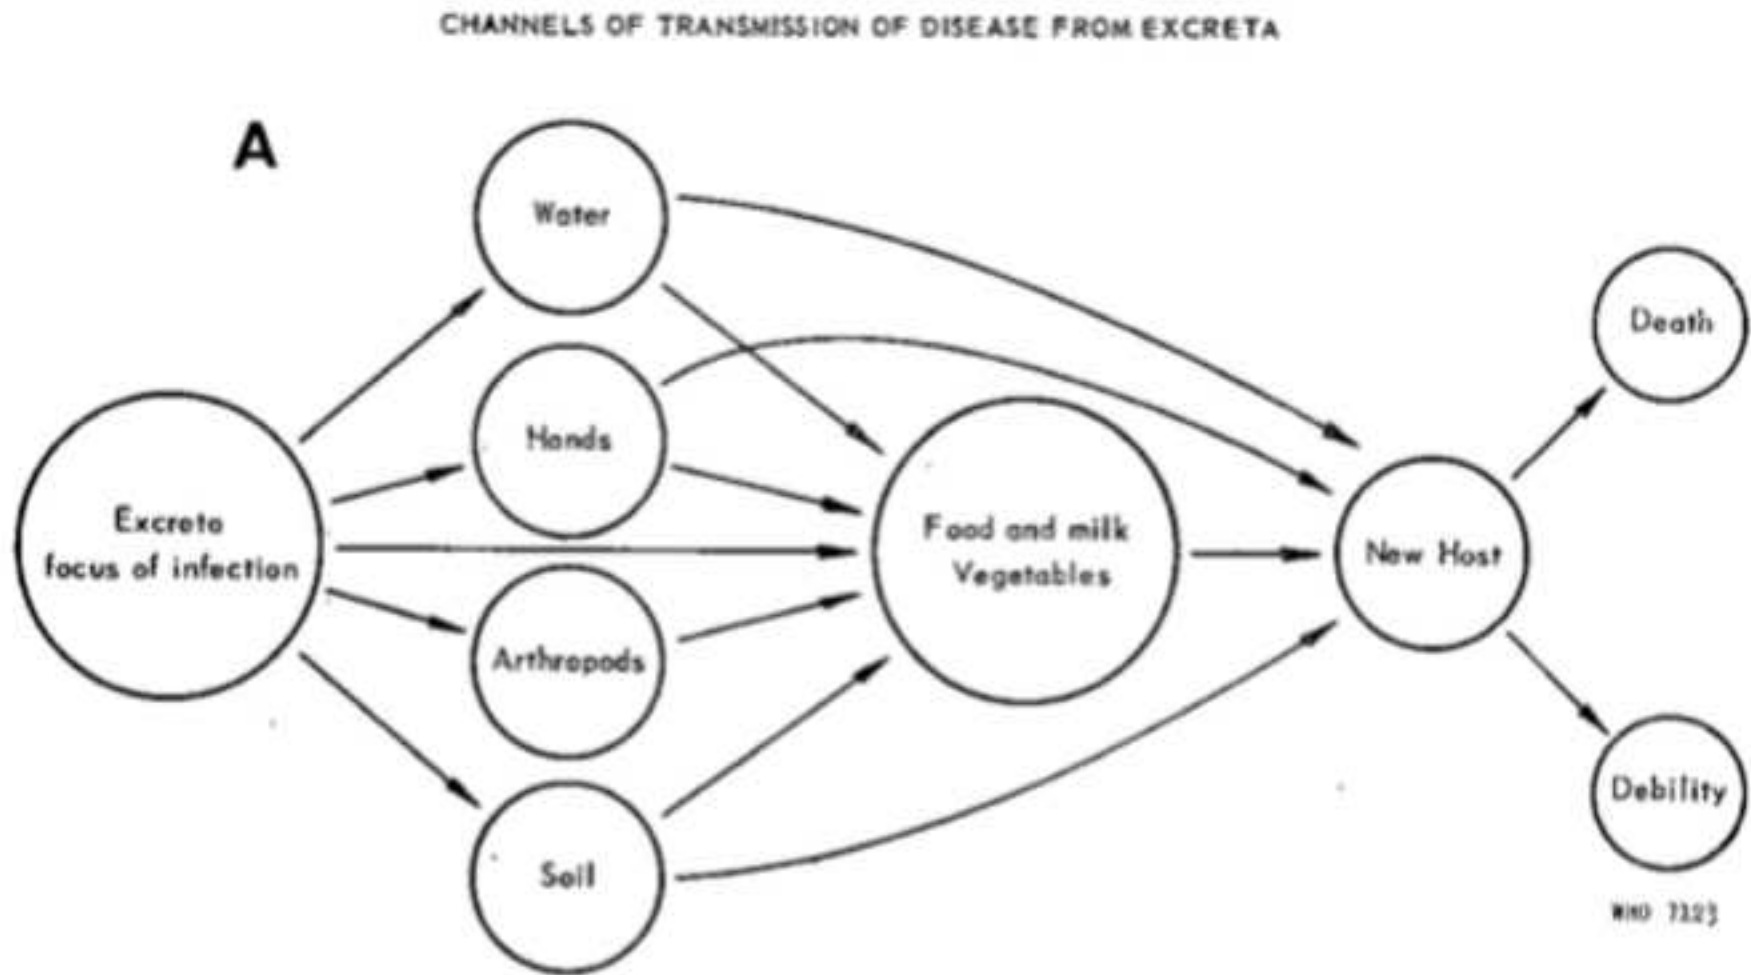 CHANNELS OF TRANSMISSION OF DISEASE FROM EXCRETA
A
Water
Death
Hands
Excreta
focus of infection
Food and milk
Vegetables
New Host
Arthropods
Debility
Soil
WHO 7123